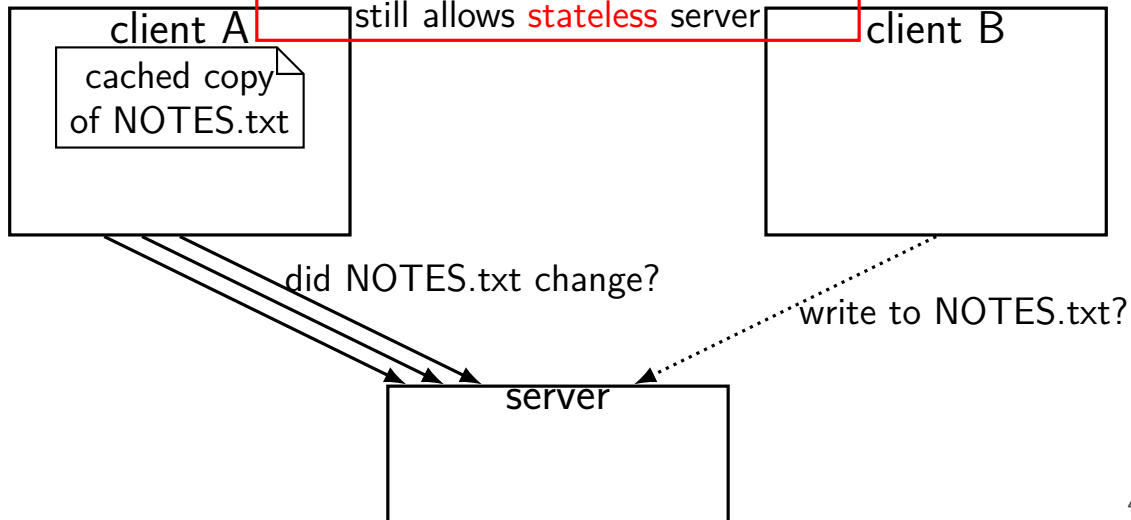 still allows stateless server
client A
client B
cached copy
of NOTES.txt
did NOTES.txt change?
write to NOTES.txt?
server